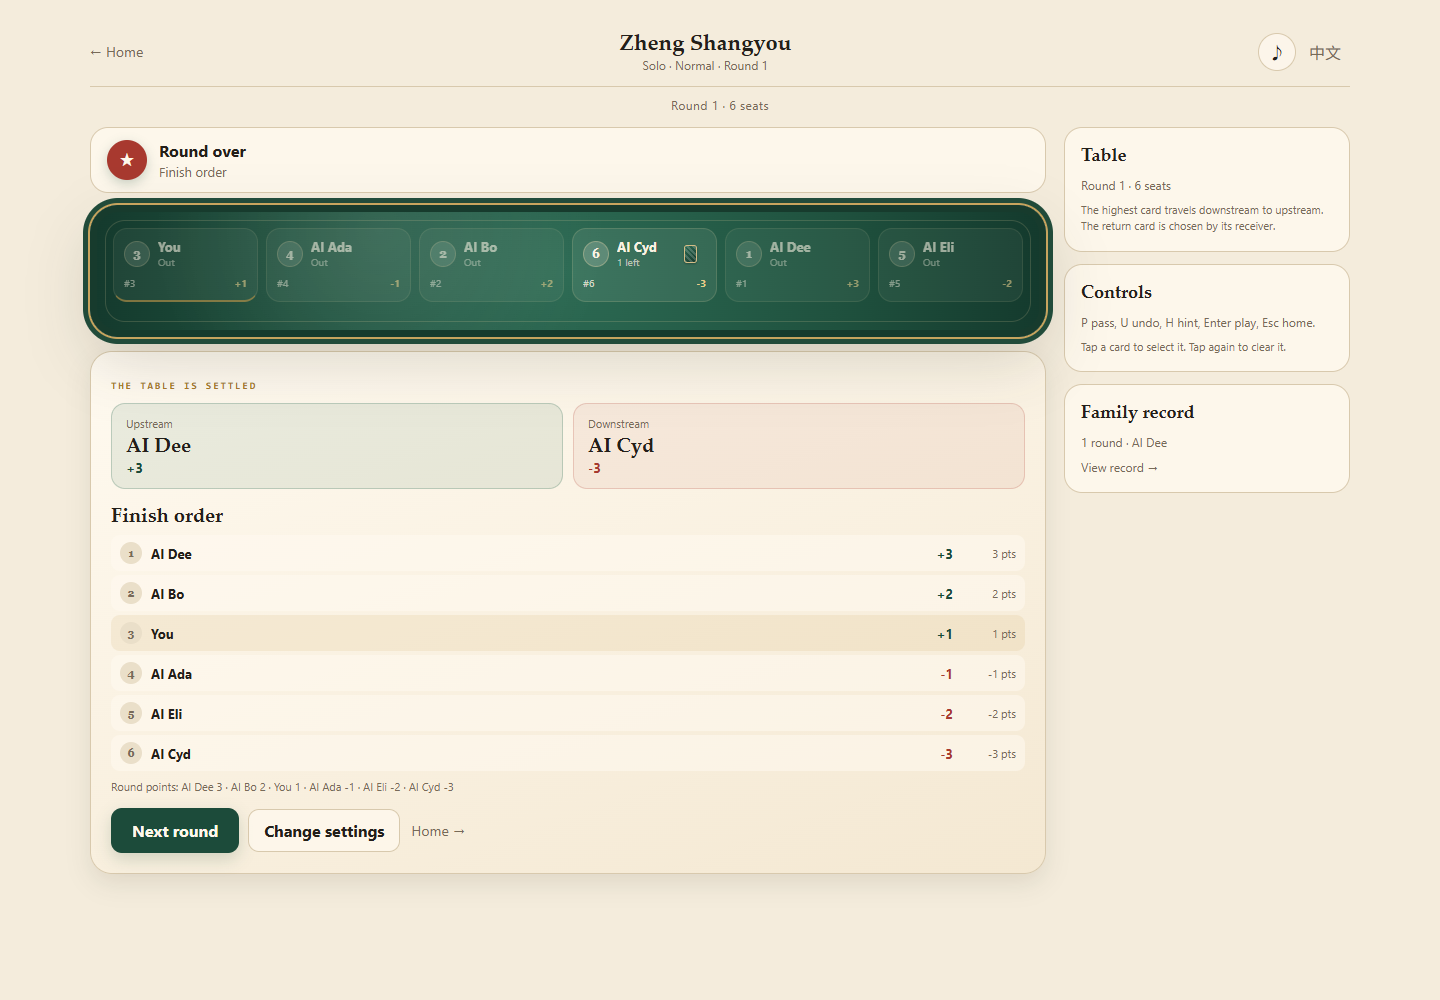 ← Home
Zheng Shangyou
Solo · Normal · Round 1
♪
中文
Round 1 · 6 seats
★
Round over
Finish order
3
You
Out
#3
+1
4
AI Ada
Out
#4
-1
2
AI Bo
Out
#2
+2
6
AI Cyd
1 left
#6
-3
1
AI Dee
Out
#1
+3
5
AI Eli
Out
#5
-2
THE TABLE IS SETTLED
Upstream
AI Dee
+3
Downstream
AI Cyd
-3
Finish order
1 AI Dee +3 3 pts
2 AI Bo +2 2 pts
3 You +1 1 pts
4 AI Ada -1 -1 pts
5 AI Eli -2 -2 pts
6 AI Cyd -3 -3 pts
Round points: AI Dee 3 · AI Bo 2 · You 1 · AI Ada -1 · AI Eli -2 · AI Cyd -3
Next round
Change settings
Home →
Table
Round 1 · 6 seats
The highest card travels downstream to upstream.
The return card is chosen by its receiver.
Controls
P pass, U undo, H hint, Enter play, Esc home.
Tap a card to select it. Tap again to clear it.
Family record
1 round · AI Dee
View record →